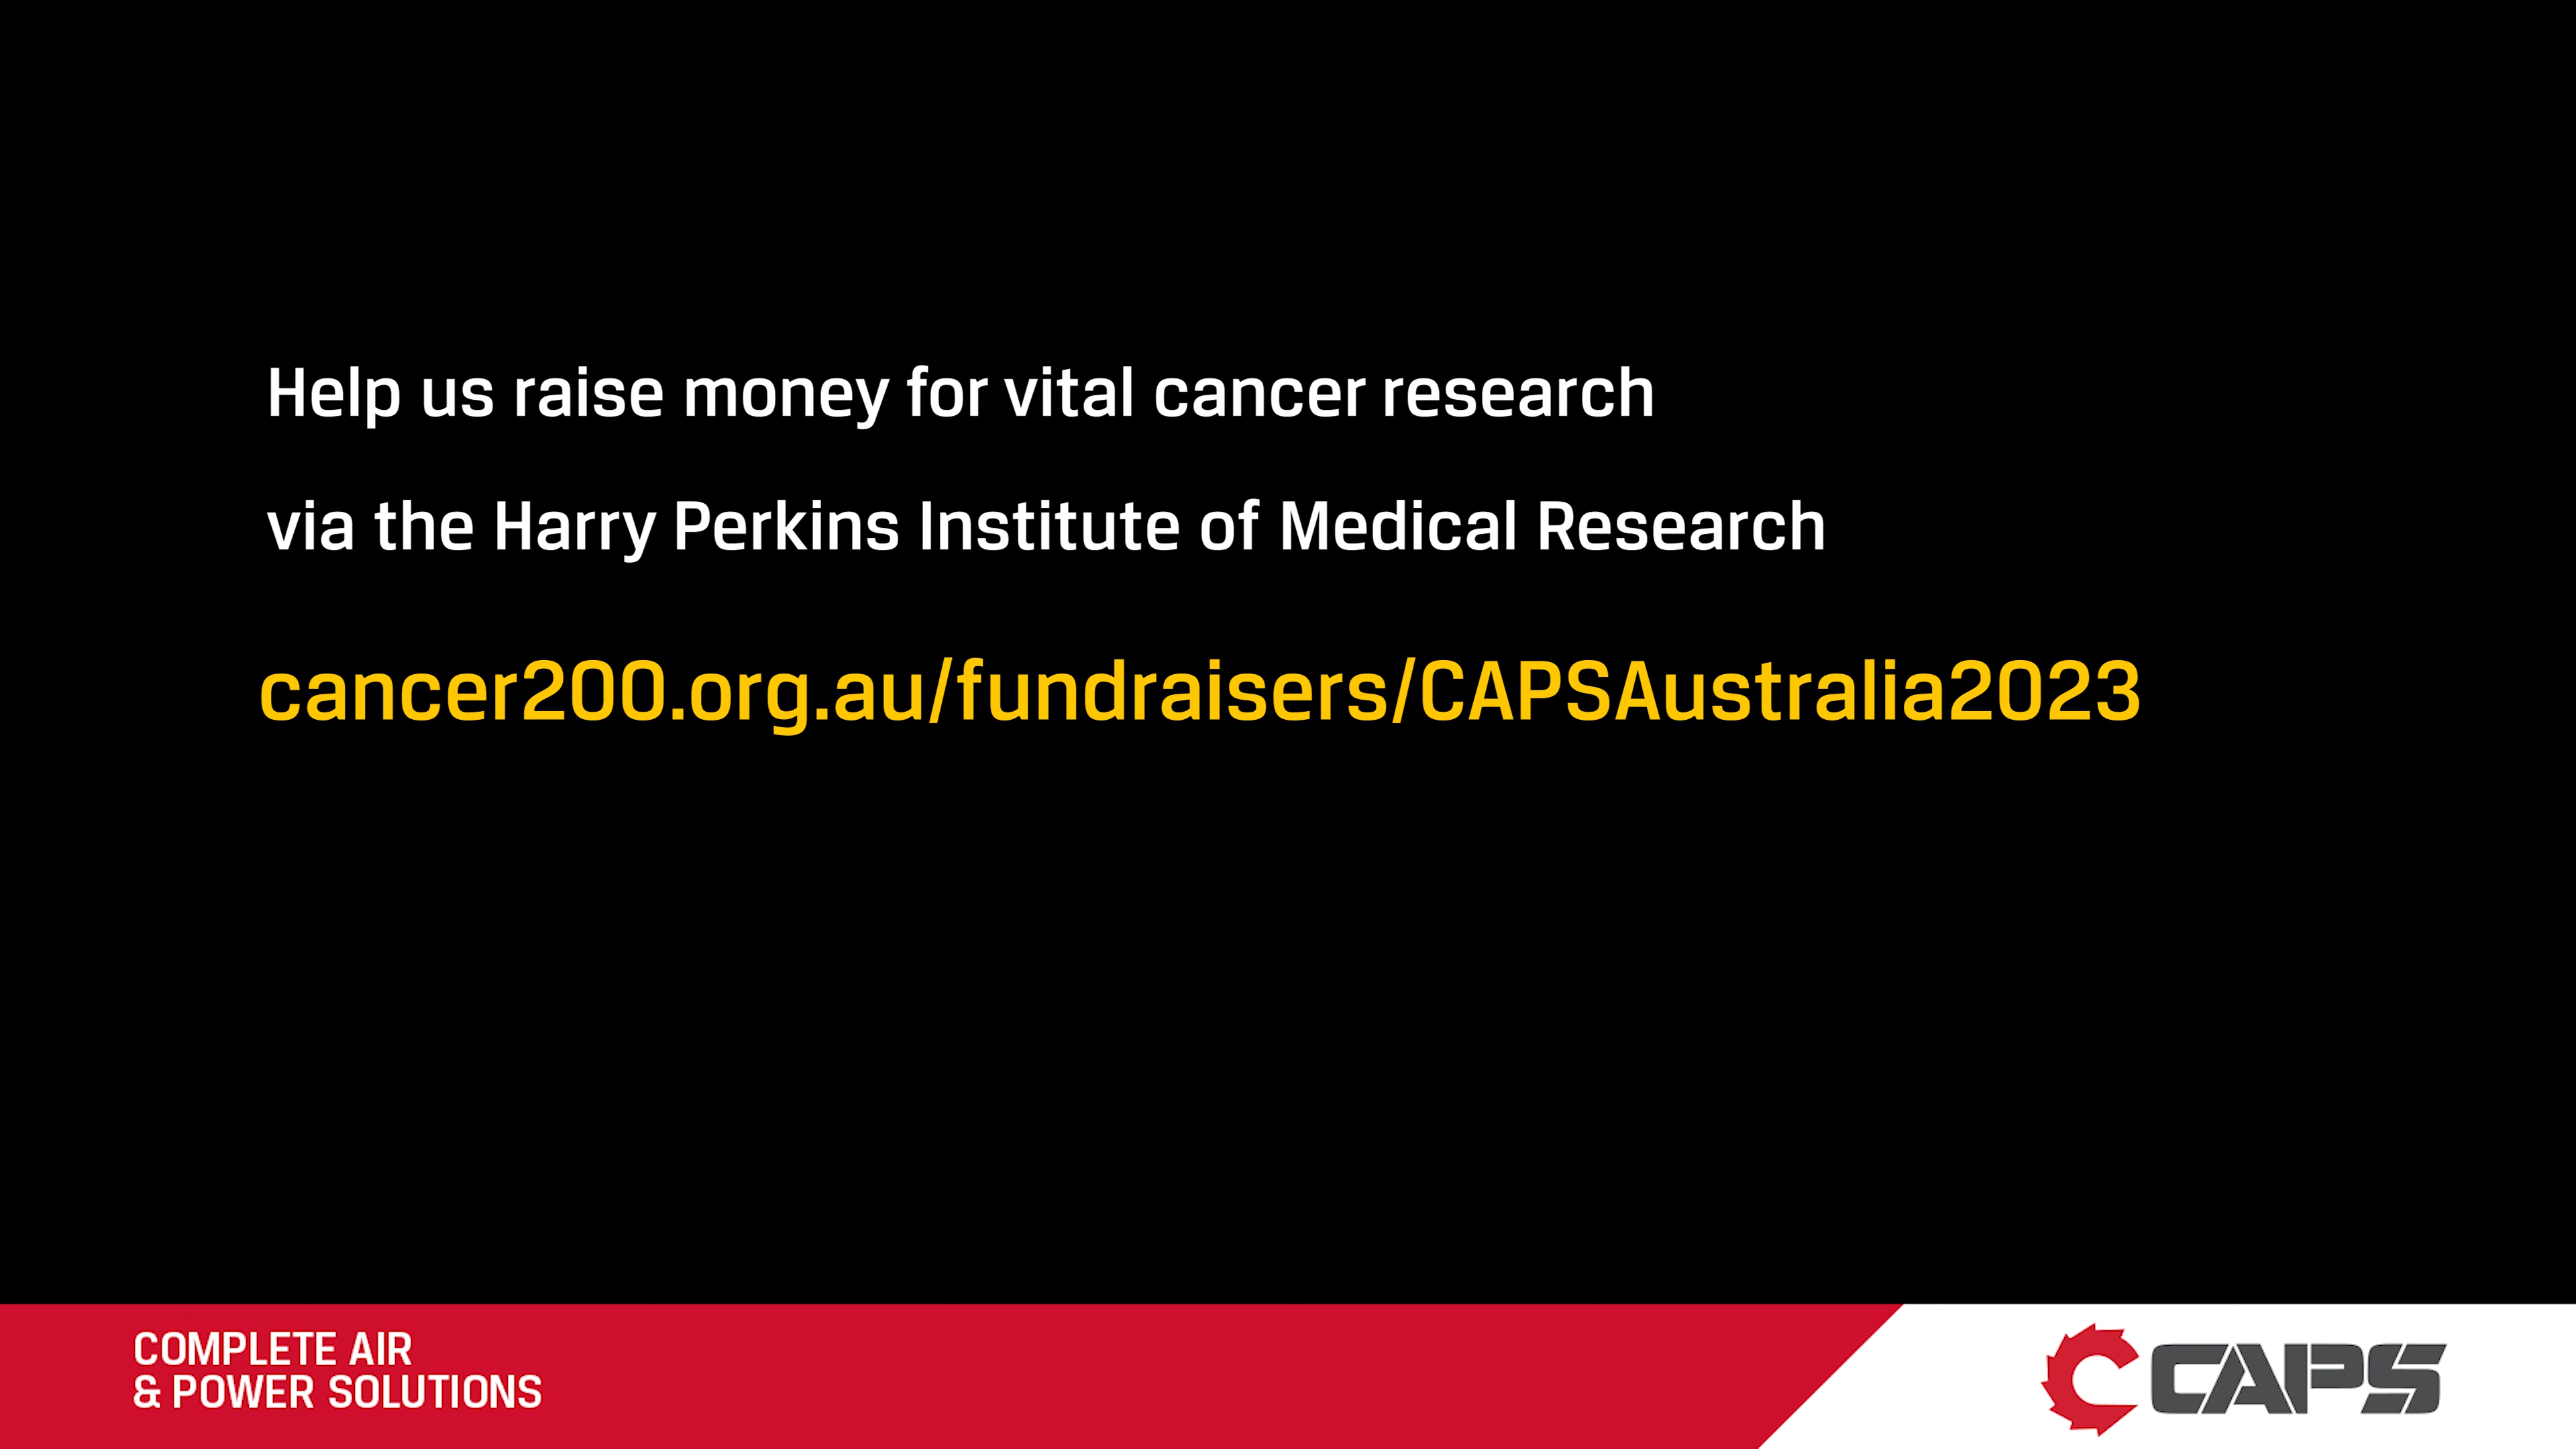 Help us raise money for vital cancer research
via the Harry Perkins Institute of Medical Research
cancer200.org.au/fundraisers/CAPSAustralia2023
COMPLETE AIR
& POWER SOLUTIONS
CAPS